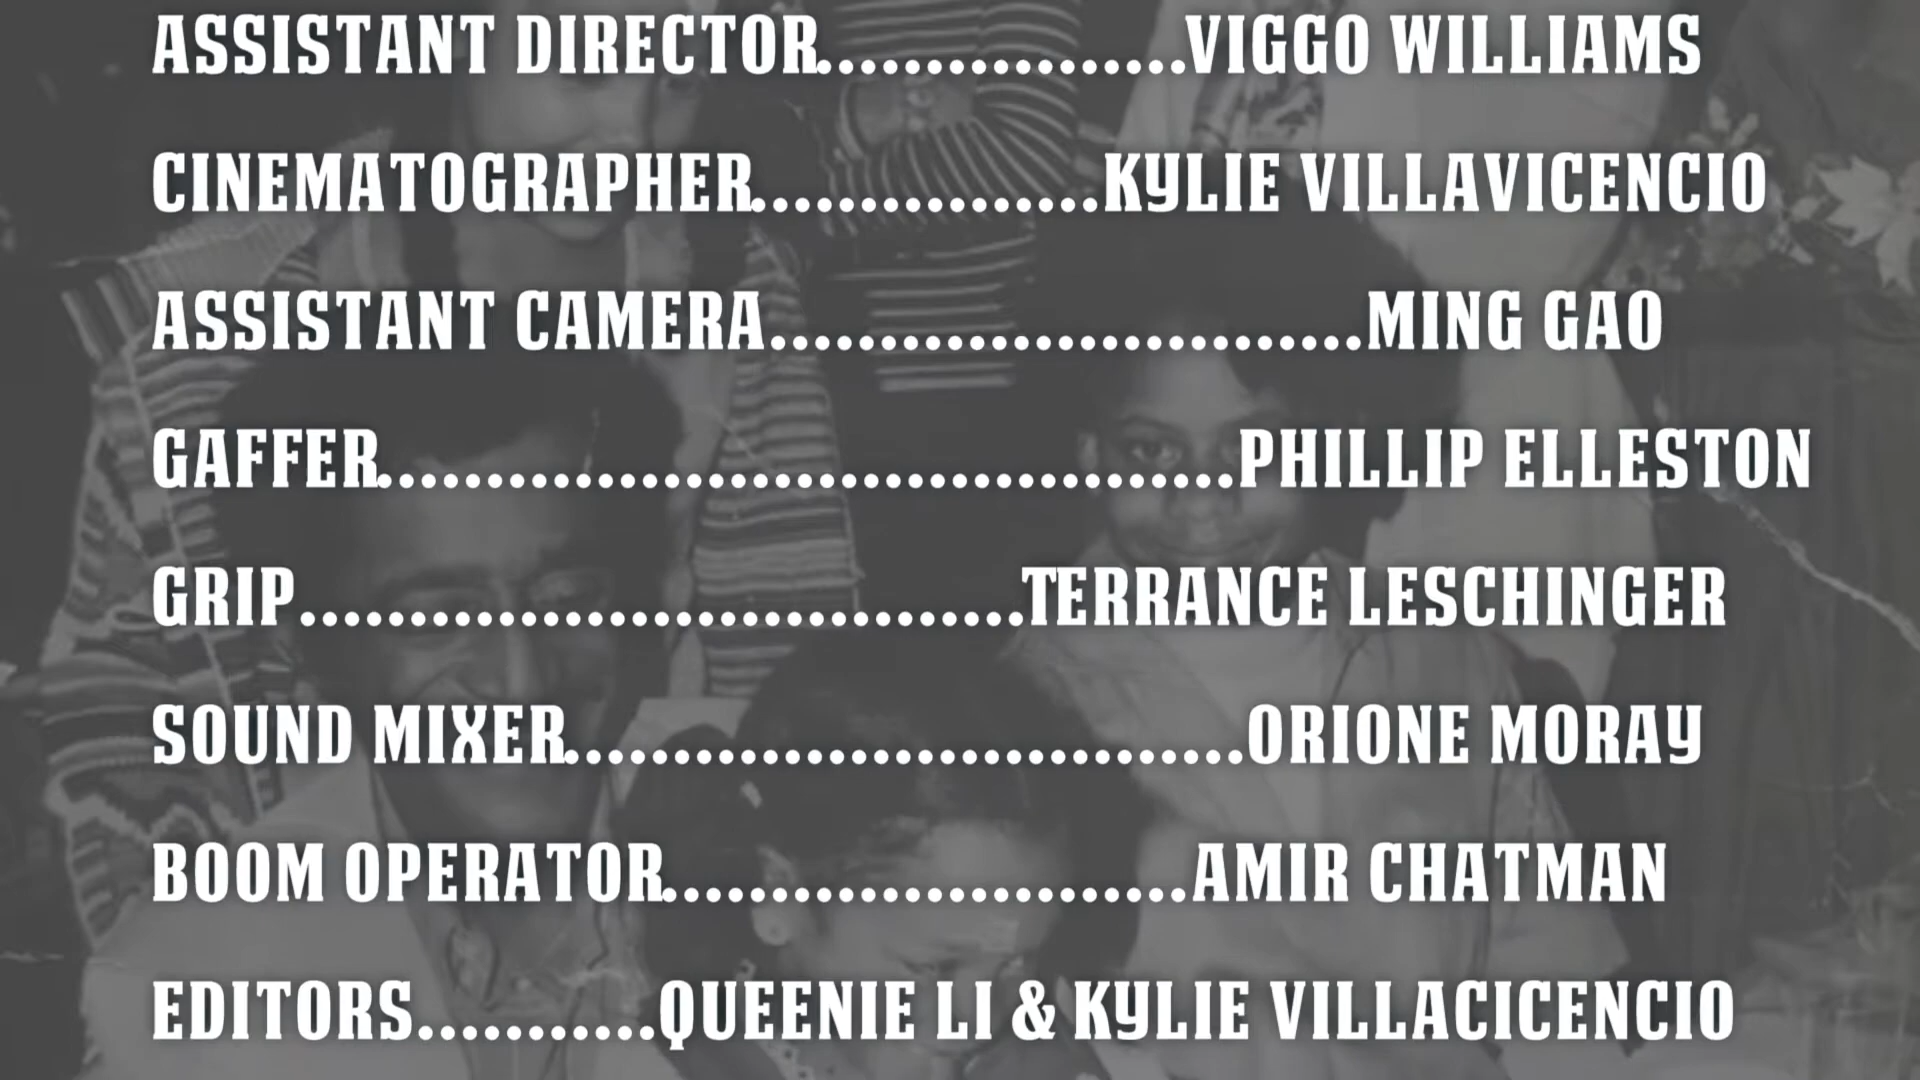 ASSISTANT DIRECTOR.................VIGGO WILLIAMS
CINEMATOGRAPHER................KYLIE VILLAVICENCIO
ASSISTANT CAMERA...........................MING GAO
GAFFER.......................................PHILLIP ELLESTON
GRIP.................................TERRANCE LESCHINGER
SOUND MIXER...............................ORIONE MORAY
BOOM OPERATOR........................AMIR CHATMAN
EDITORS...........QUEENIE LI & KYLIE VILLACICENCIO